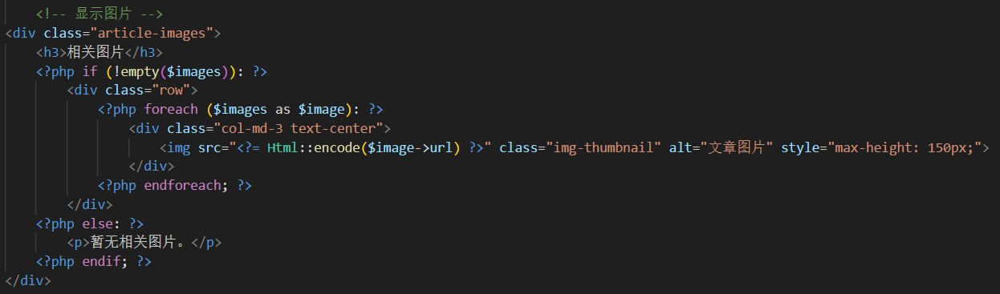 <!-- 显示图片 -->
<div class="article-images">
<h3>相关图片</h3>
<?php if (!empty($images)): ?>
<div class="row">
<?php foreach ($images as $image): ?>
<div class="col-md-3 text-center">
<img src="<?= Html::encode($image->url) ?>" class="img-thumbnail" alt="文章图片" style="max-height: 150px;">
</div>
<?php endforeach; ?>
</div>
<?php else: ?>
<p>暂无相关图片。</p>
<?php endif; ?>
</div>